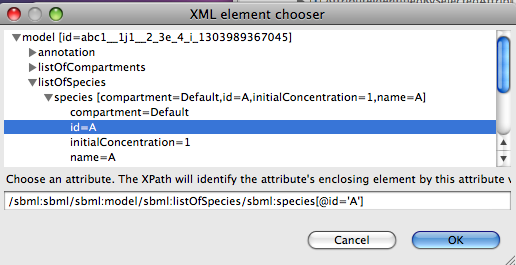 XML element chooser
model [id=abc1__1j1__2_3e_4_i_1303989367045]
annotation
listOfCompartments
listOfSpecies
species [compartment=Default,id=A,initialConcentration=1,name=A]
compartment=Default
id=A
initialConcentration=1
name=A
Choose an attribute. The XPath will identify the attribute's enclosing element by this attribute
/sbml:sbml/sbml:model/sbml:listOfSpecies/sbml:species[@id='A']
Cancel OK